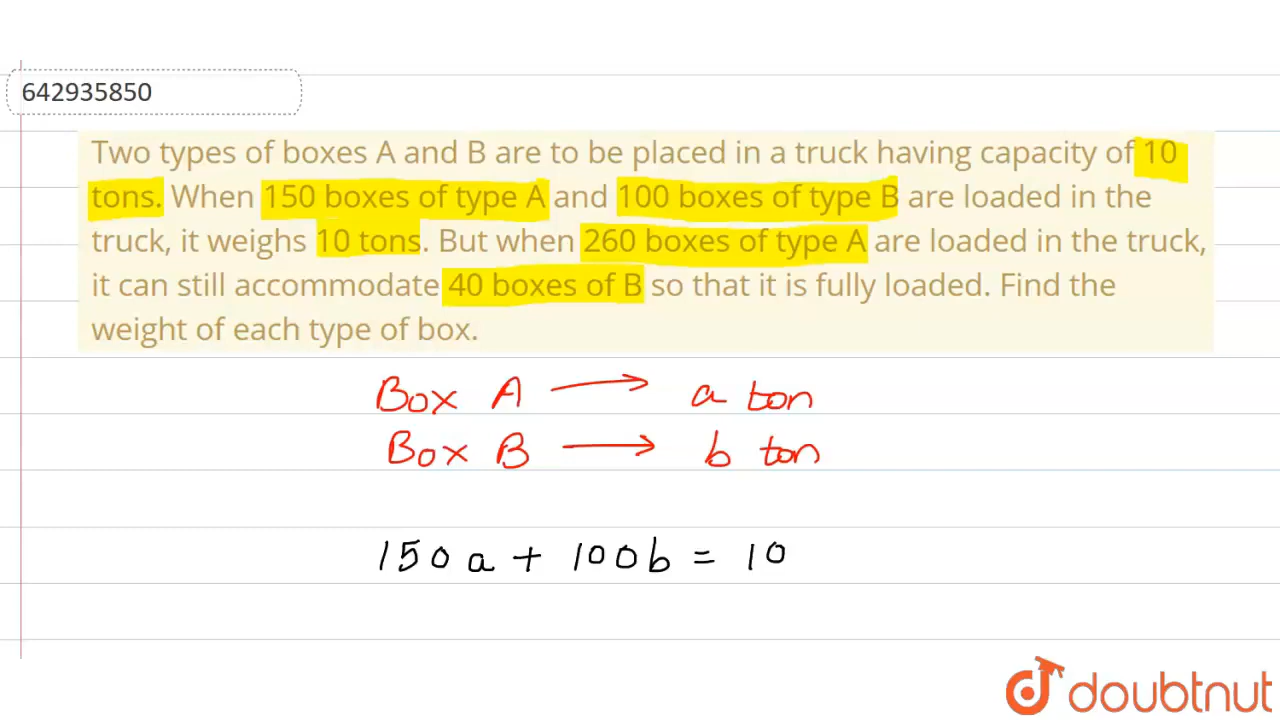 642935850
Two types of boxes A and B are to be placed in a truck having capacity of 10
tons. When 150 boxes of type A and 100 boxes of type B are loaded in the
truck, it weighs 10 tons. But when 260 boxes of type A are loaded in the truck,
it can still accommodate 40 boxes of B so that it is fully loaded. Find the
weight of each type of box.
Box A → a ton
Box B → b ton
150a + 100b = 10
doubtnut